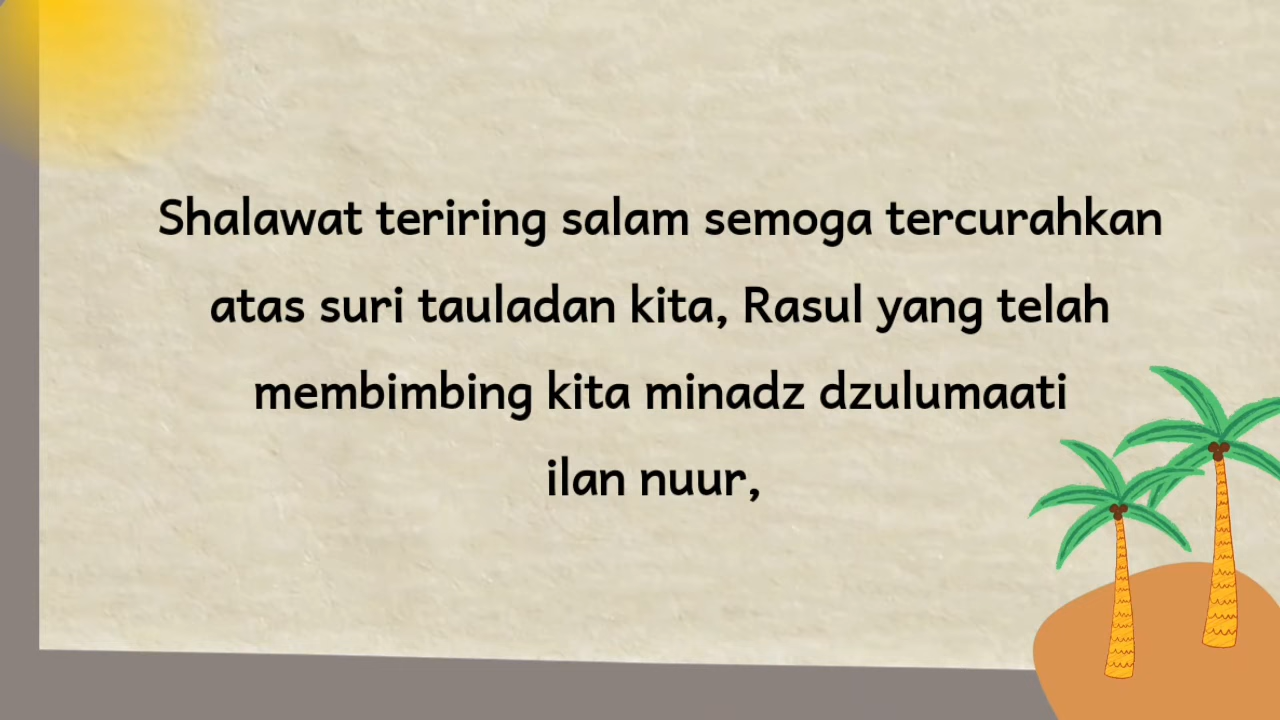 Shalawat teriring salam semoga tercurahkan
atas suri tauladan kita, Rasul yang telah
membimbing kita minadz dzulumaati
ilan nuur,